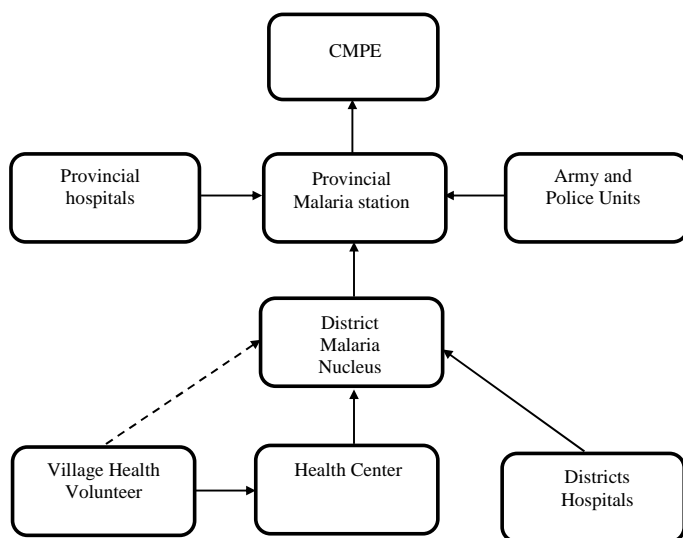 CMPE
Provincial
hospitals
Provincial
Malaria station
Army and
Police Units
District
Malaria
Nucleus
Village Health
Volunteer
Health Center
Districts
Hospitals